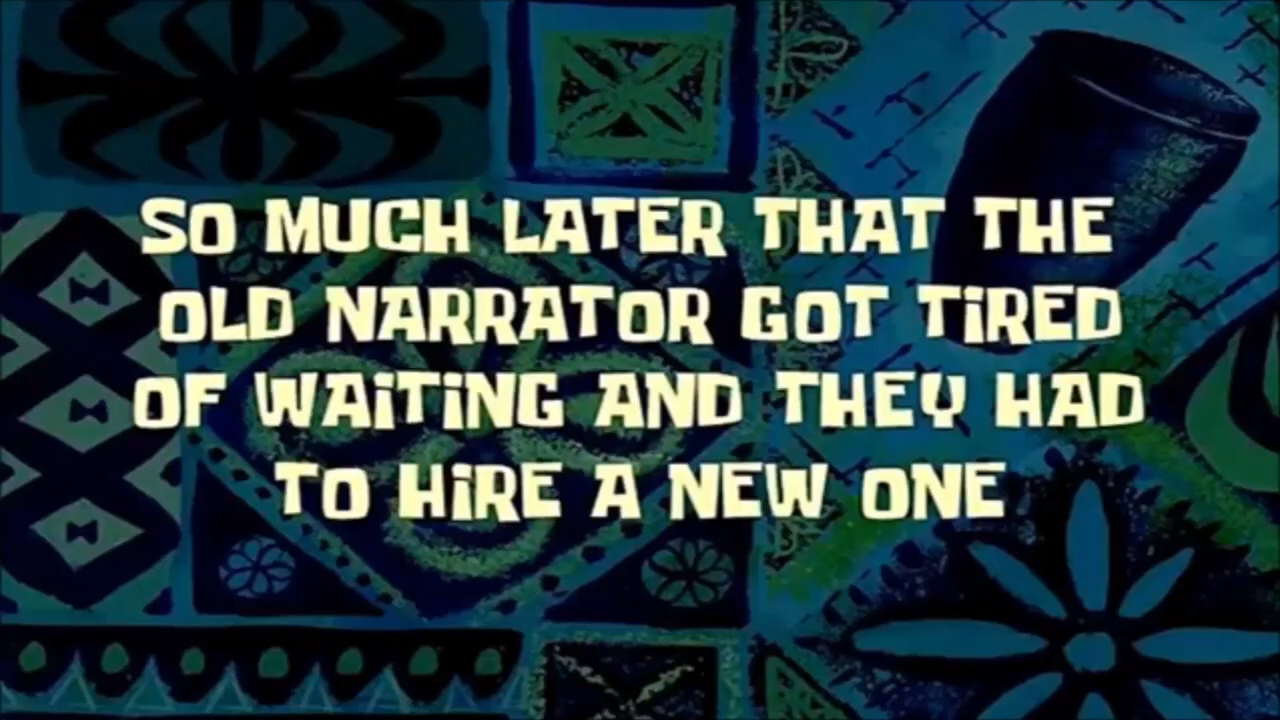 SO MUCH LATER THAT THE
OLD NARRATOR GOT TiRED
OF WAiTiNG AND THEY HAD
TO HiRE A NEW ONE